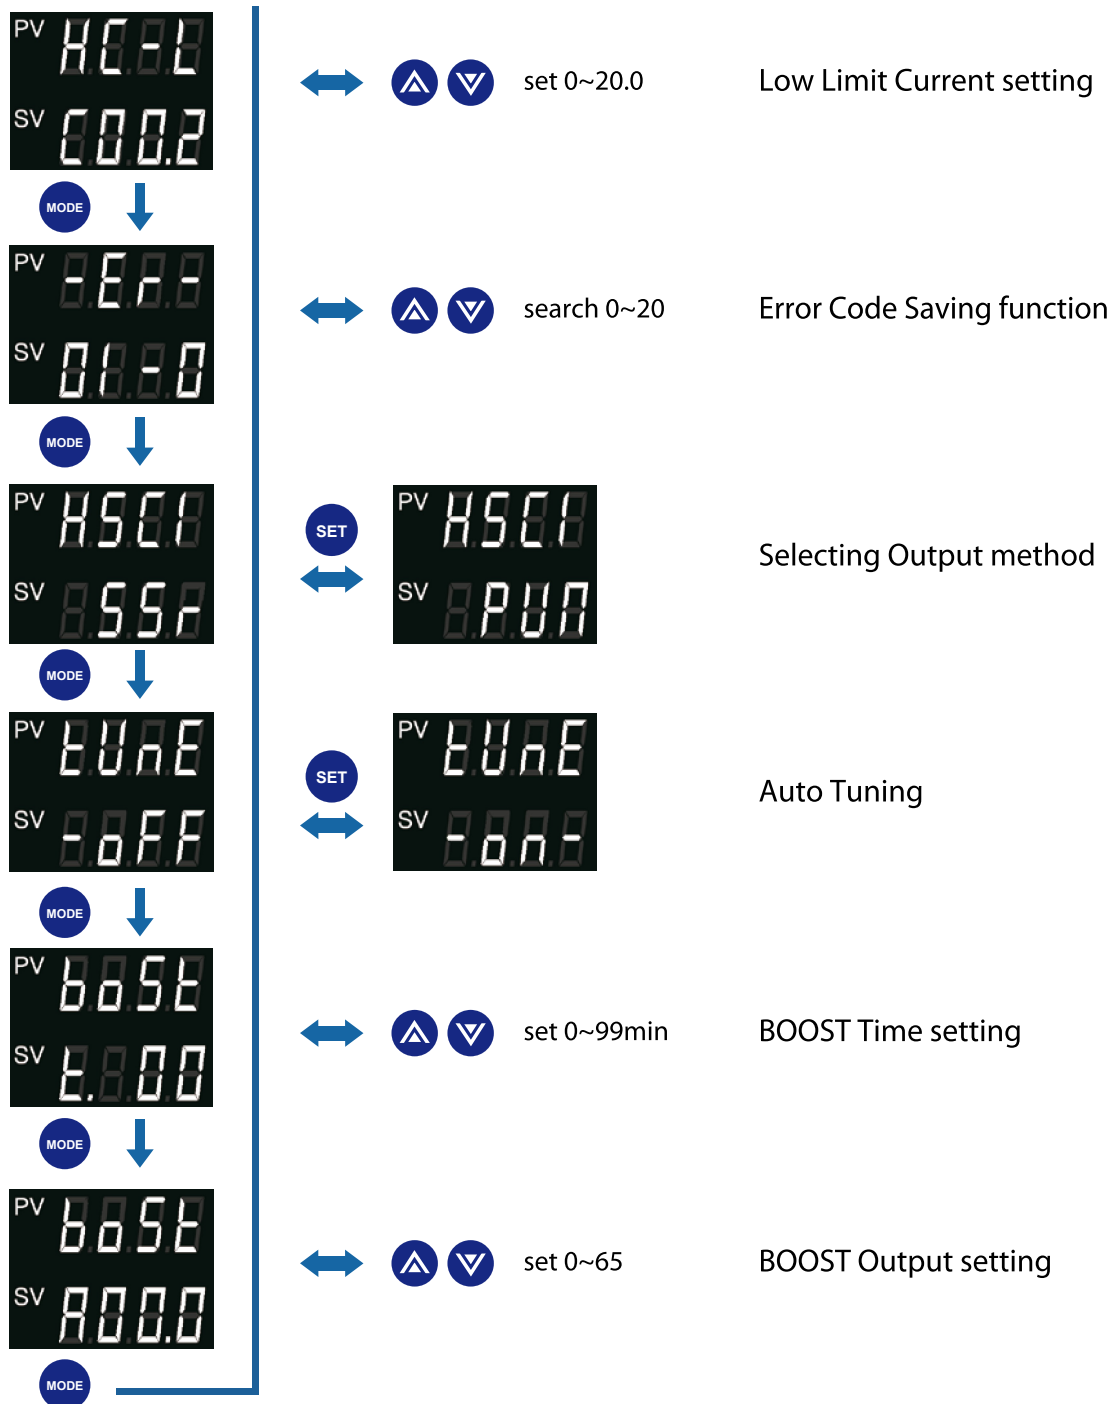 PV HC-L
SV C00.2
set 0~20.0
Low Limit Current setting
MODE
PV -Er-
SV 01-0
search 0~20
Error Code Saving function
MODE
PV HSC1
SV SSr
SET
PV HSC1
SV PUM
Selecting Output method
MODE
PV tUnE
SV -oFF
SET
PV tUnE
SV -on-
Auto Tuning
MODE
PV boSt
SV t. 00
set 0~99min
BOOST Time setting
MODE
PV boSt
SV A00.0
set 0~65
BOOST Output setting
MODE